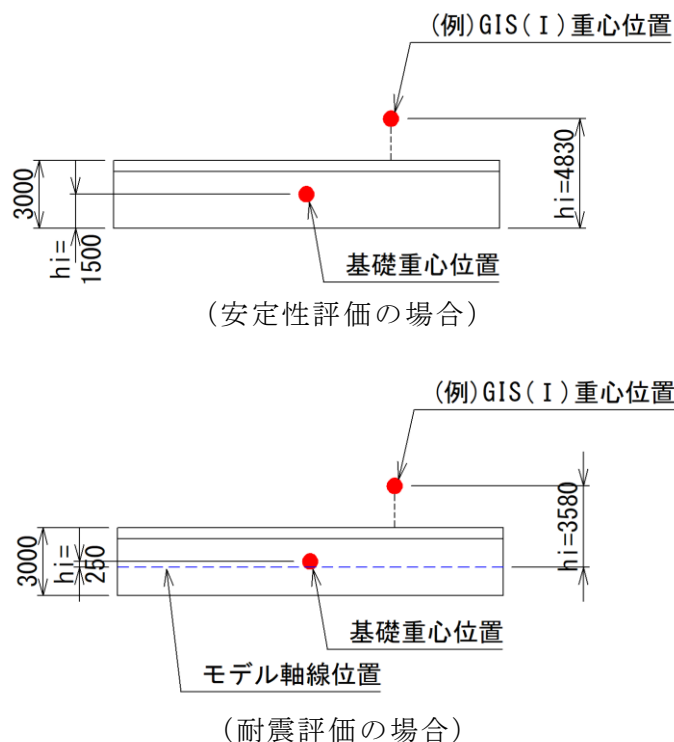 (例)GIS(Ⅰ)重心位置
3000
hi=
1500
hi=4830
基礎重心位置
(安定性評価の場合)
(例)GIS(Ⅰ)重心位置
3000
hi=
250
hi=3580
基礎重心位置
モデル軸線位置
(耐震評価の場合)